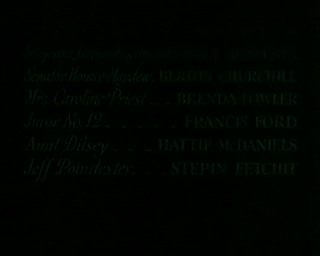 Senator Horace Maydew, BERTON CHURCHILL
Mrs. Caroline Priest . . . BRENDA FOWLER
Juror No. 12 . . . . . FRANCIS FORD
Aunt Dilsey . . . . HATTIE McDANIELS
Jeff Poindexter . . . STEPIN FETCHIT